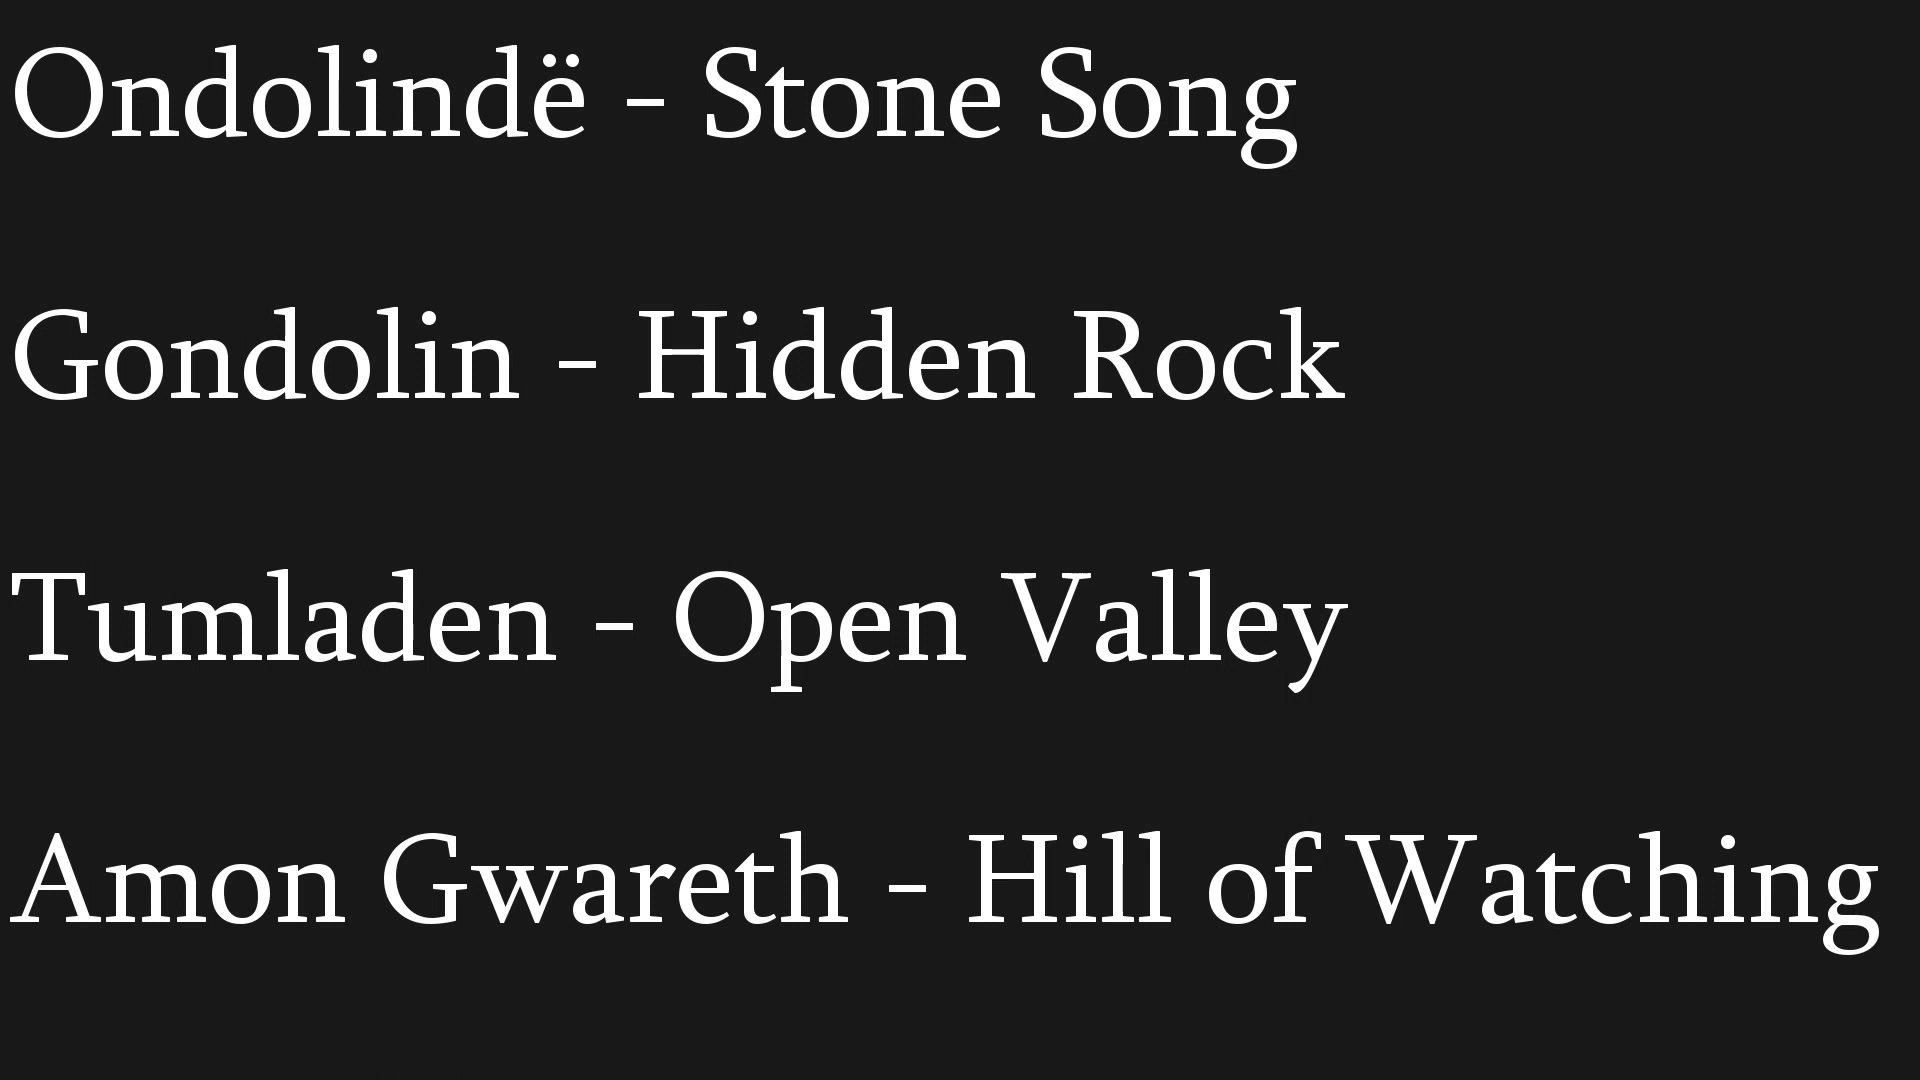 Ondolindë - Stone Song
Gondolin - Hidden Rock
Tumladen - Open Valley
Amon Gwareth - Hill of Watching